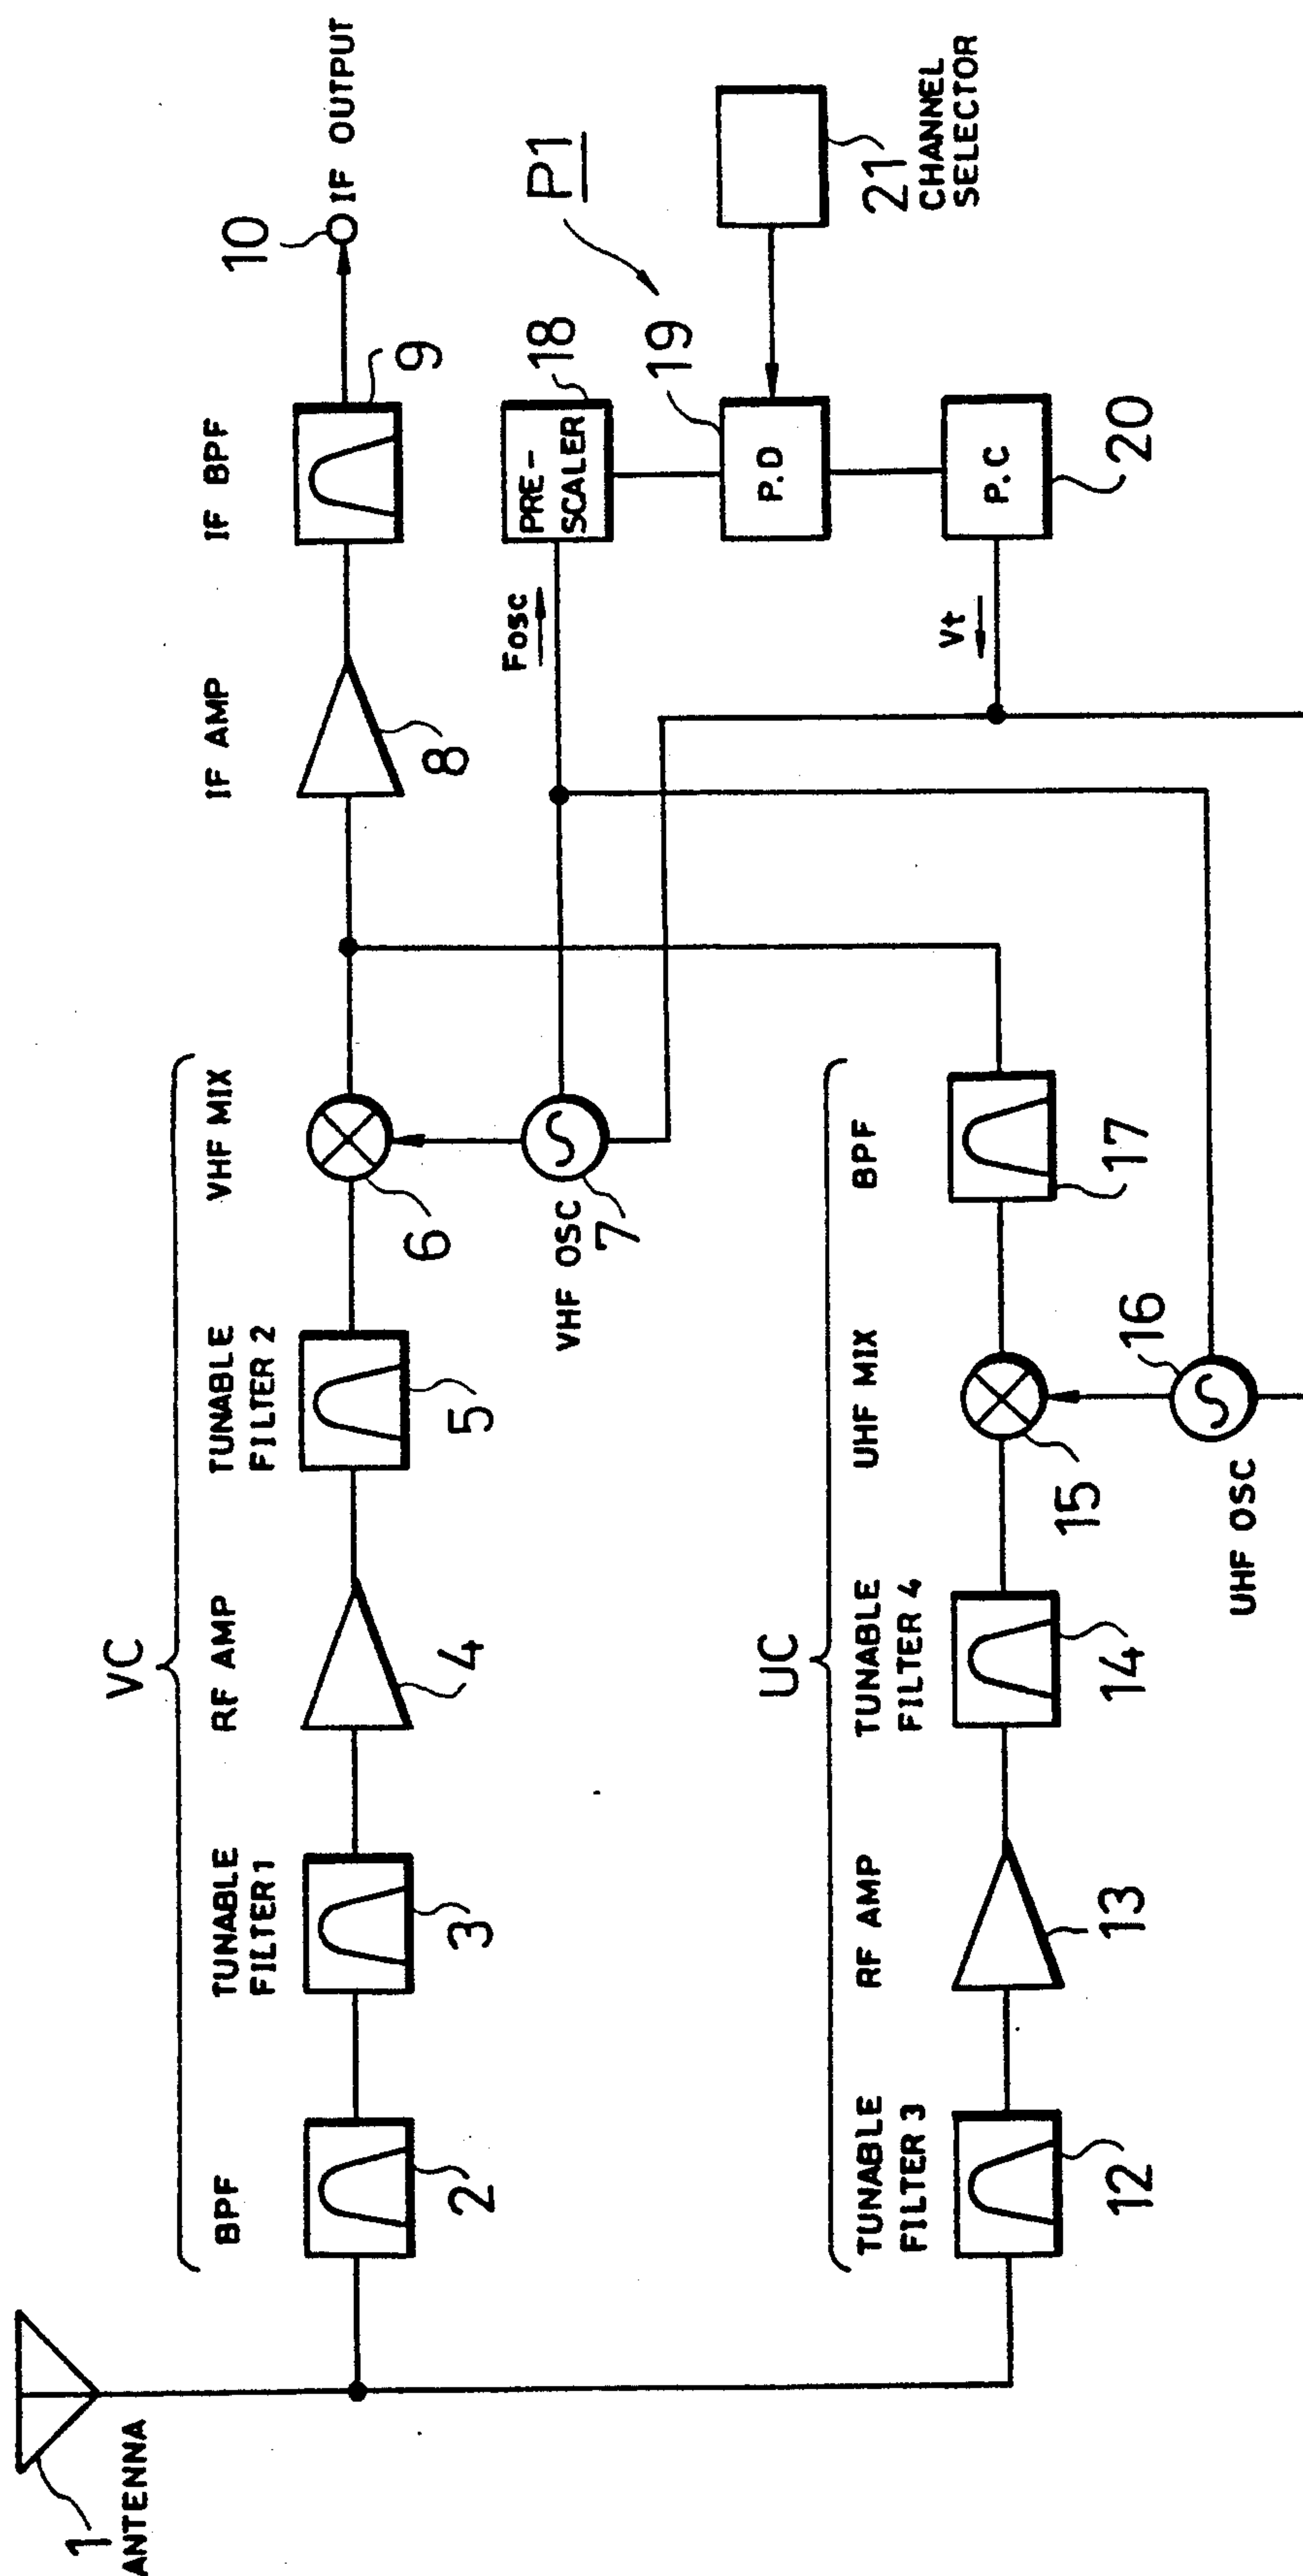 1
ANTENNA
VC
BPF
2
TUNABLE
FILTER 1
3
RF AMP
4
TUNABLE
FILTER 2
5
VHF MIX
6
VHF OSC
7
IF AMP
8
IF BPF
9
10
IF OUTPUT
Fosc
PRE-
SCALER
18
P1
19
P.D
21
CHANNEL
SELECTOR
Vt
P.C
20
UC
TUNABLE
FILTER 3
12
RF AMP
13
TUNABLE
FILTER 4
14
UHF MIX
15
UHF OSC
16
BPF
17